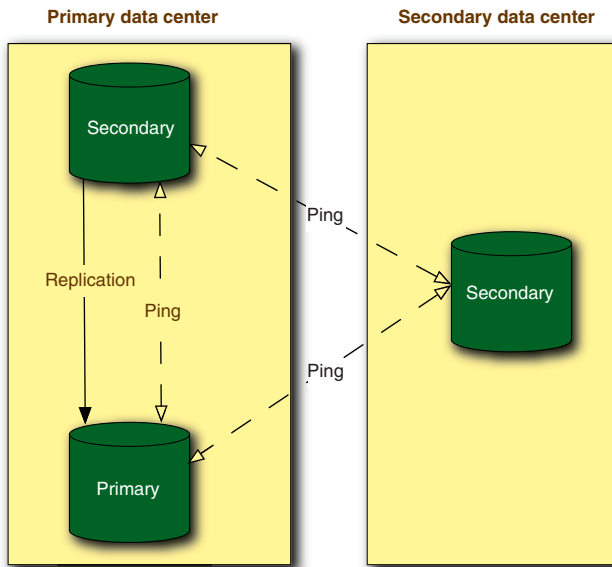 Primary data center
Secondary data center
Secondary
Ping
Replication
Ping
Secondary
Ping
Primary